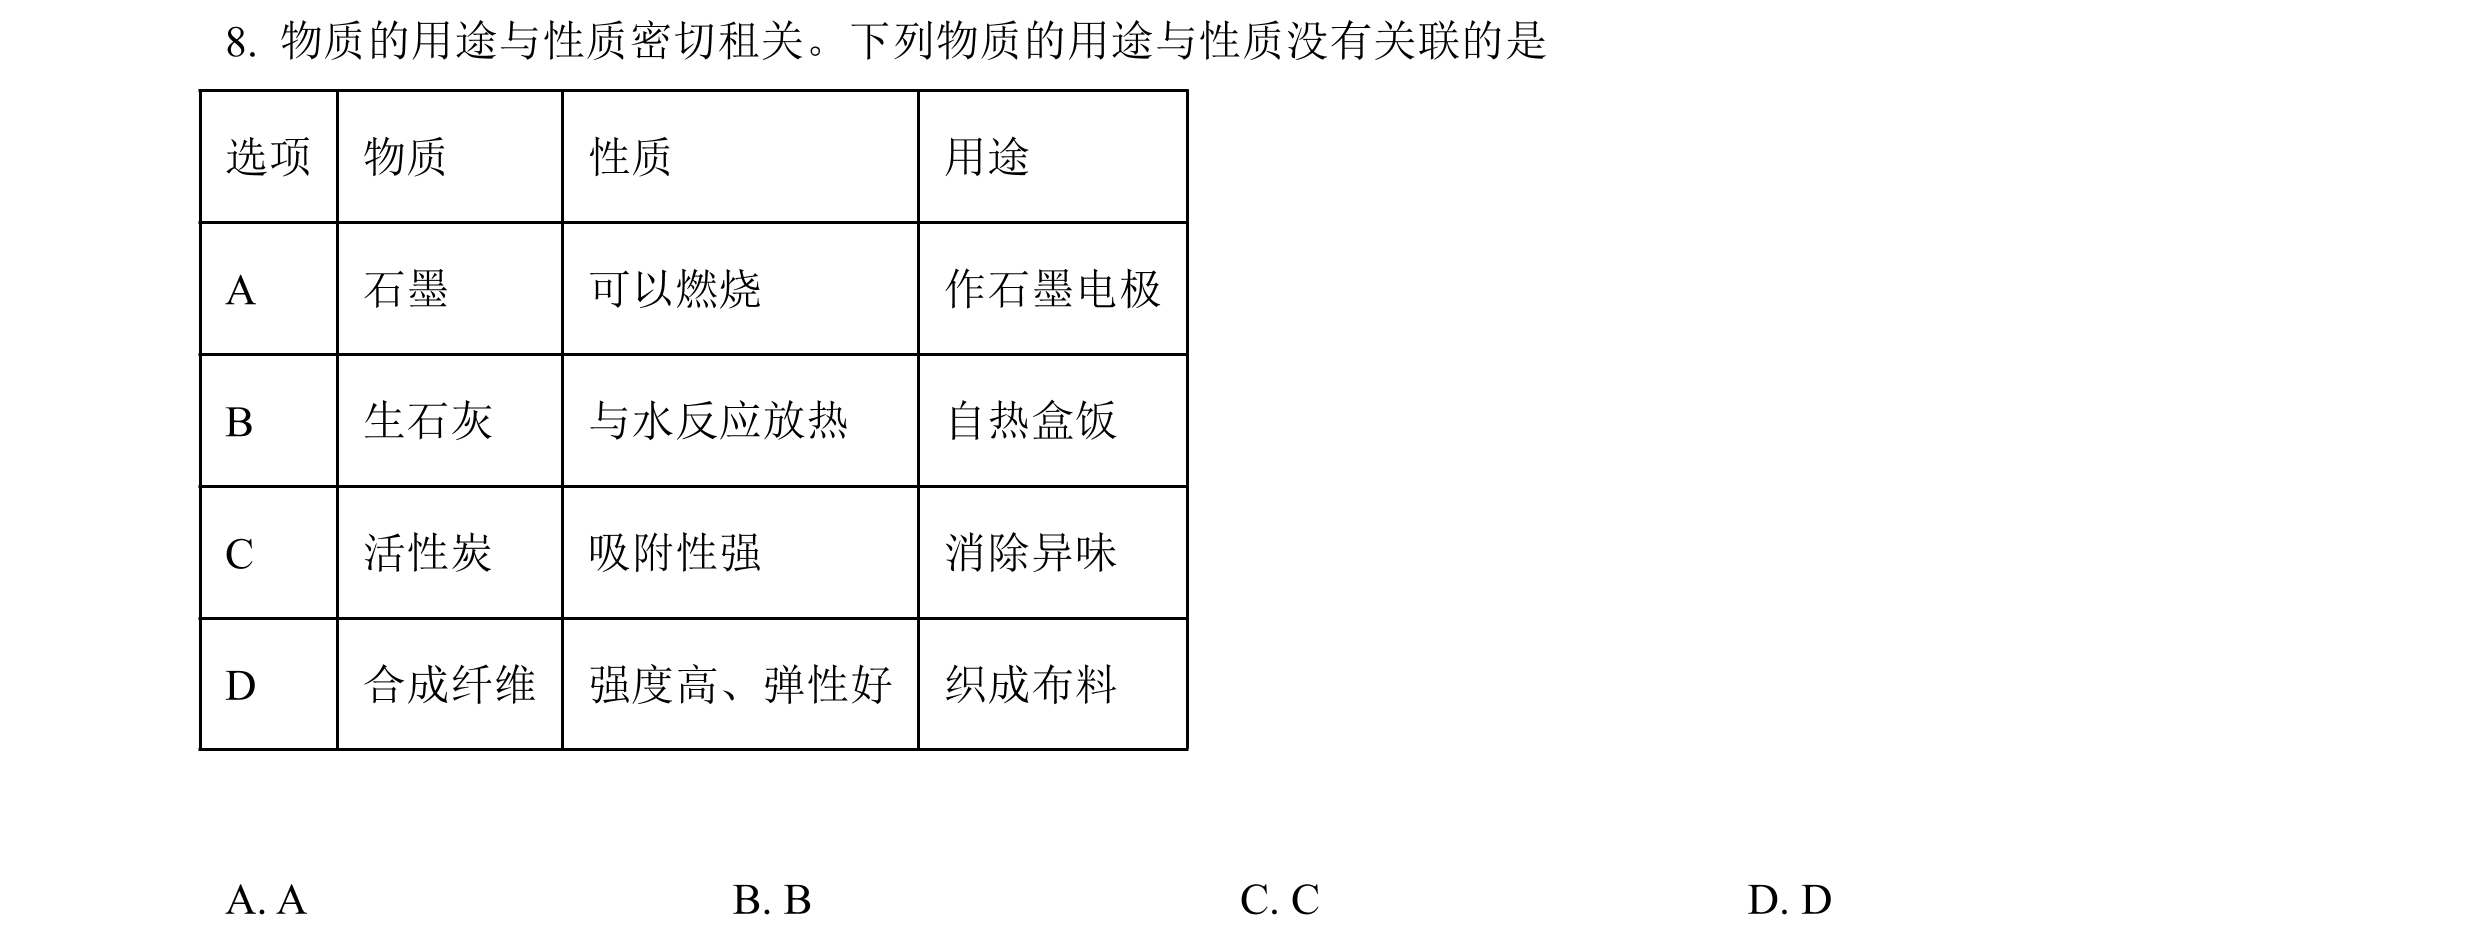 8. 物质的用途与性质密切租关。下列物质的用途与性质没有关联的是
选项 物质 性质 用途
A 石墨 可以燃烧 作石墨电极
B 生石灰 与水反应放热 自热盒饭
C 活性炭 吸附性强 消除异味
D 合成纤维 强度高、弹性好 织成布料
A. A B. B C. C D. D